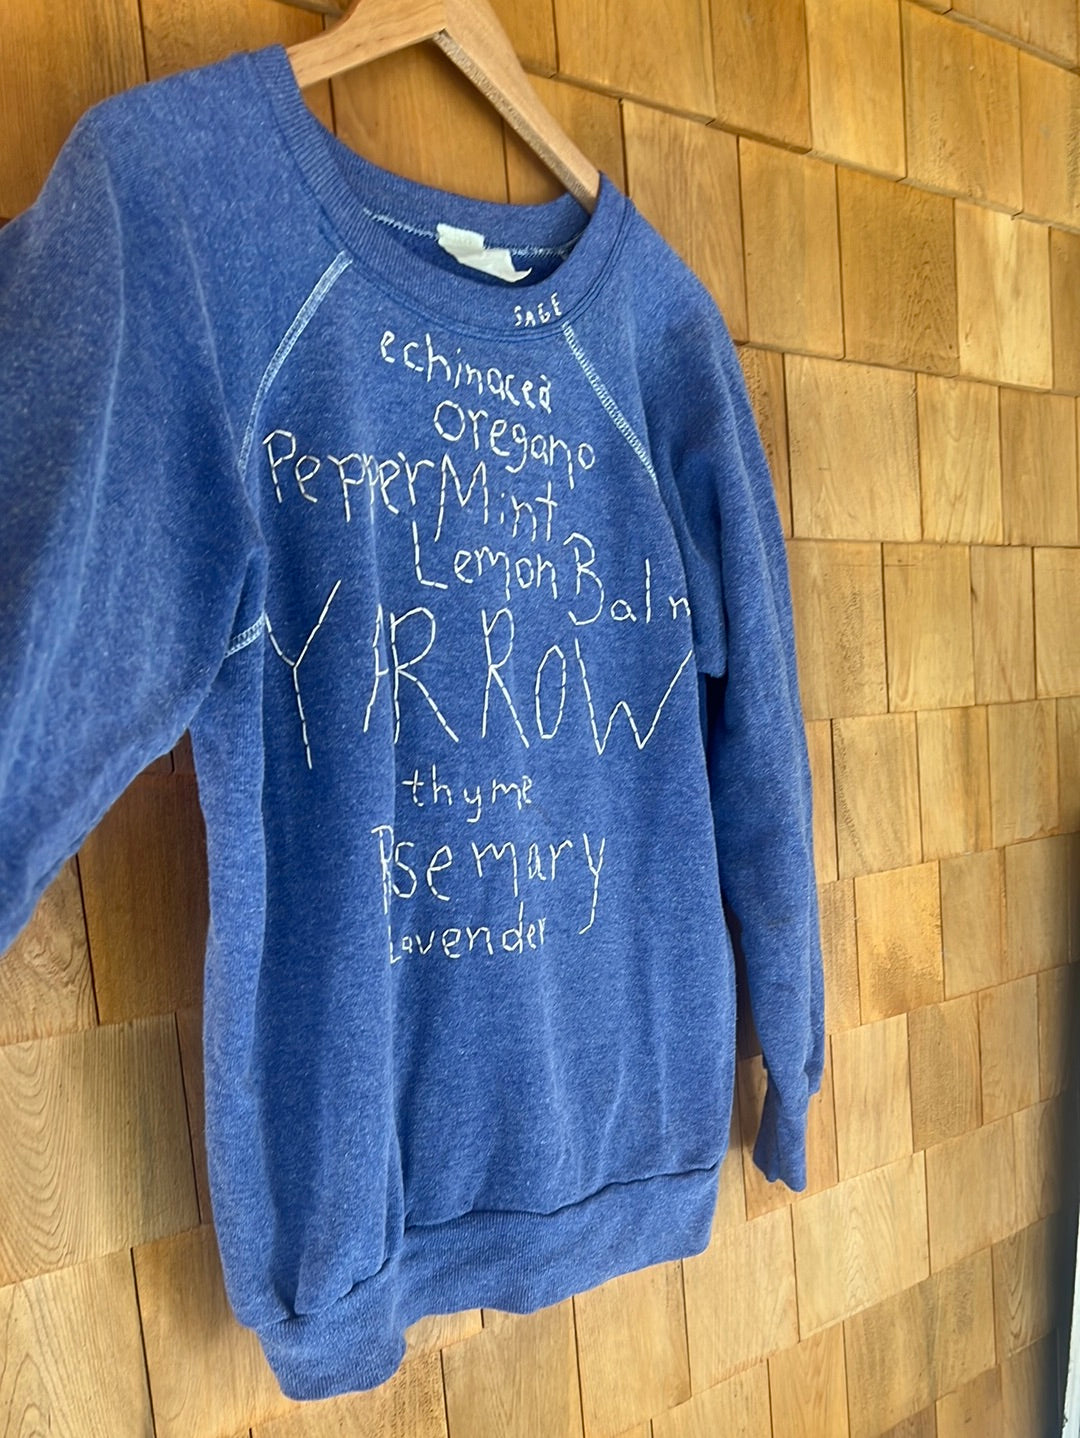 SAGE
echinacea
Oregano
PepperMint
Lemon Balm
YARROW
thyme
Rosemary
Lavender